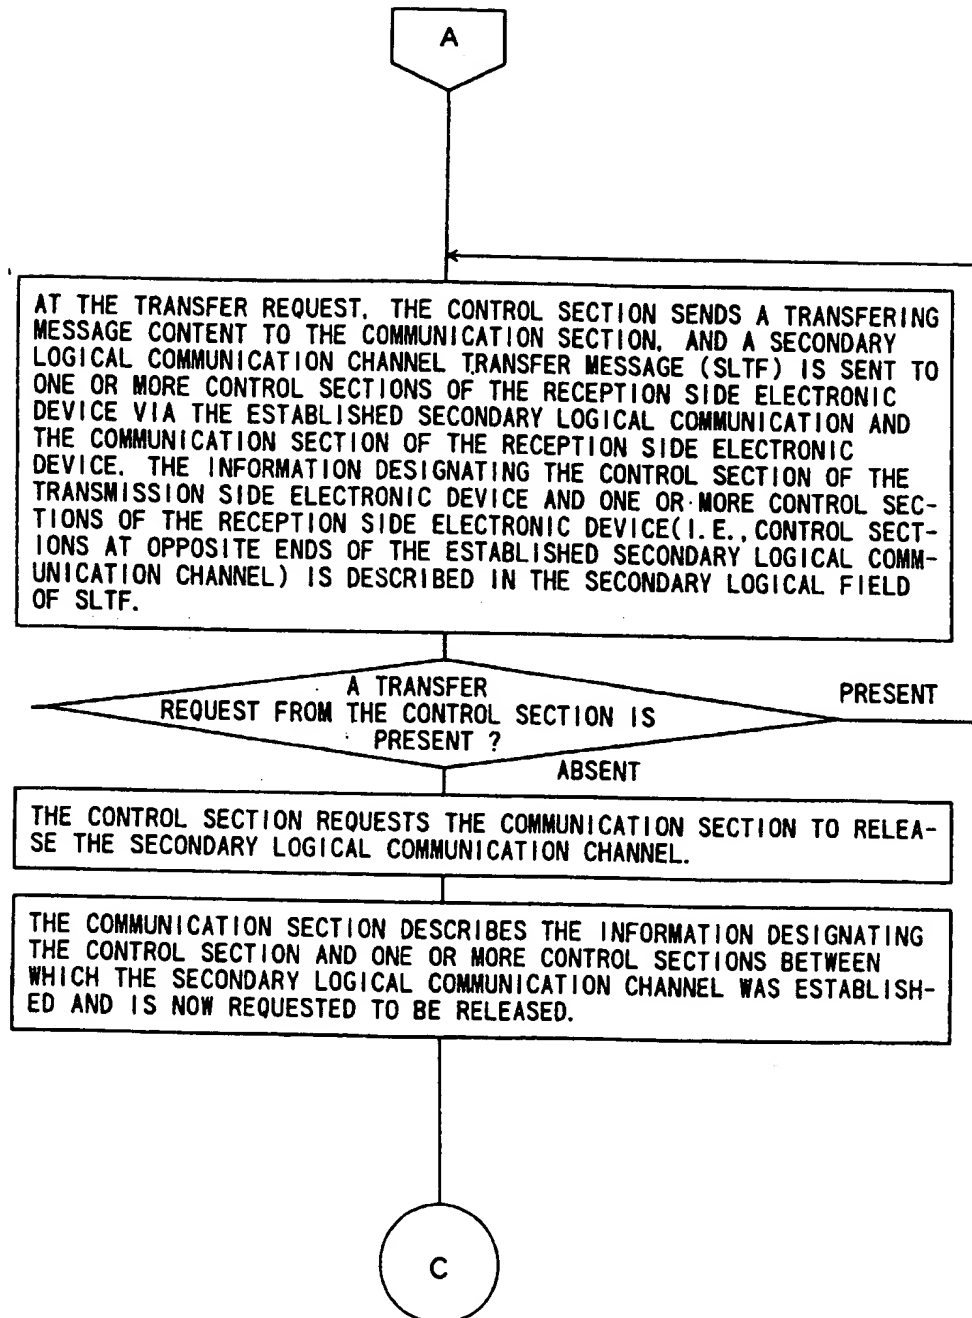 A
AT THE TRANSFER REQUEST, THE CONTROL SECTION SENDS A TRANSFERING
MESSAGE CONTENT TO THE COMMUNICATION SECTION, AND A SECONDARY
LOGICAL COMMUNICATION CHANNEL TRANSFER MESSAGE (SLTF) IS SENT TO
ONE OR MORE CONTROL SECTIONS OF THE RECEPTION SIDE ELECTRONIC
DEVICE VIA THE ESTABLISHED SECONDARY LOGICAL COMMUNICATION AND
THE COMMUNICATION SECTION OF THE RECEPTION SIDE ELECTRONIC
DEVICE. THE INFORMATION DESIGNATING THE CONTROL SECTION OF THE
TRANSMISSION SIDE ELECTRONIC DEVICE AND ONE OR MORE CONTROL SEC-
TIONS OF THE RECEPTION SIDE ELECTRONIC DEVICE(I.E.,CONTROL SECT-
IONS AT OPPOSITE ENDS OF THE ESTABLISHED SECONDARY LOGICAL COMM-
UNICATION CHANNEL) IS DESCRIBED IN THE SECONDARY LOGICAL FIELD
OF SLTF.
A TRANSFER
REQUEST FROM THE CONTROL SECTION IS
PRESENT ?
PRESENT
ABSENT
THE CONTROL SECTION REQUESTS THE COMMUNICATION SECTION TO RELEA-
SE THE SECONDARY LOGICAL COMMUNICATION CHANNEL.
THE COMMUNICATION SECTION DESCRIBES THE INFORMATION DESIGNATING
THE CONTROL SECTION AND ONE OR MORE CONTROL SECTIONS BETWEEN
WHICH THE SECONDARY LOGICAL COMMUNICATION CHANNEL WAS ESTABLISH-
ED AND IS NOW REQUESTED TO BE RELEASED.
C